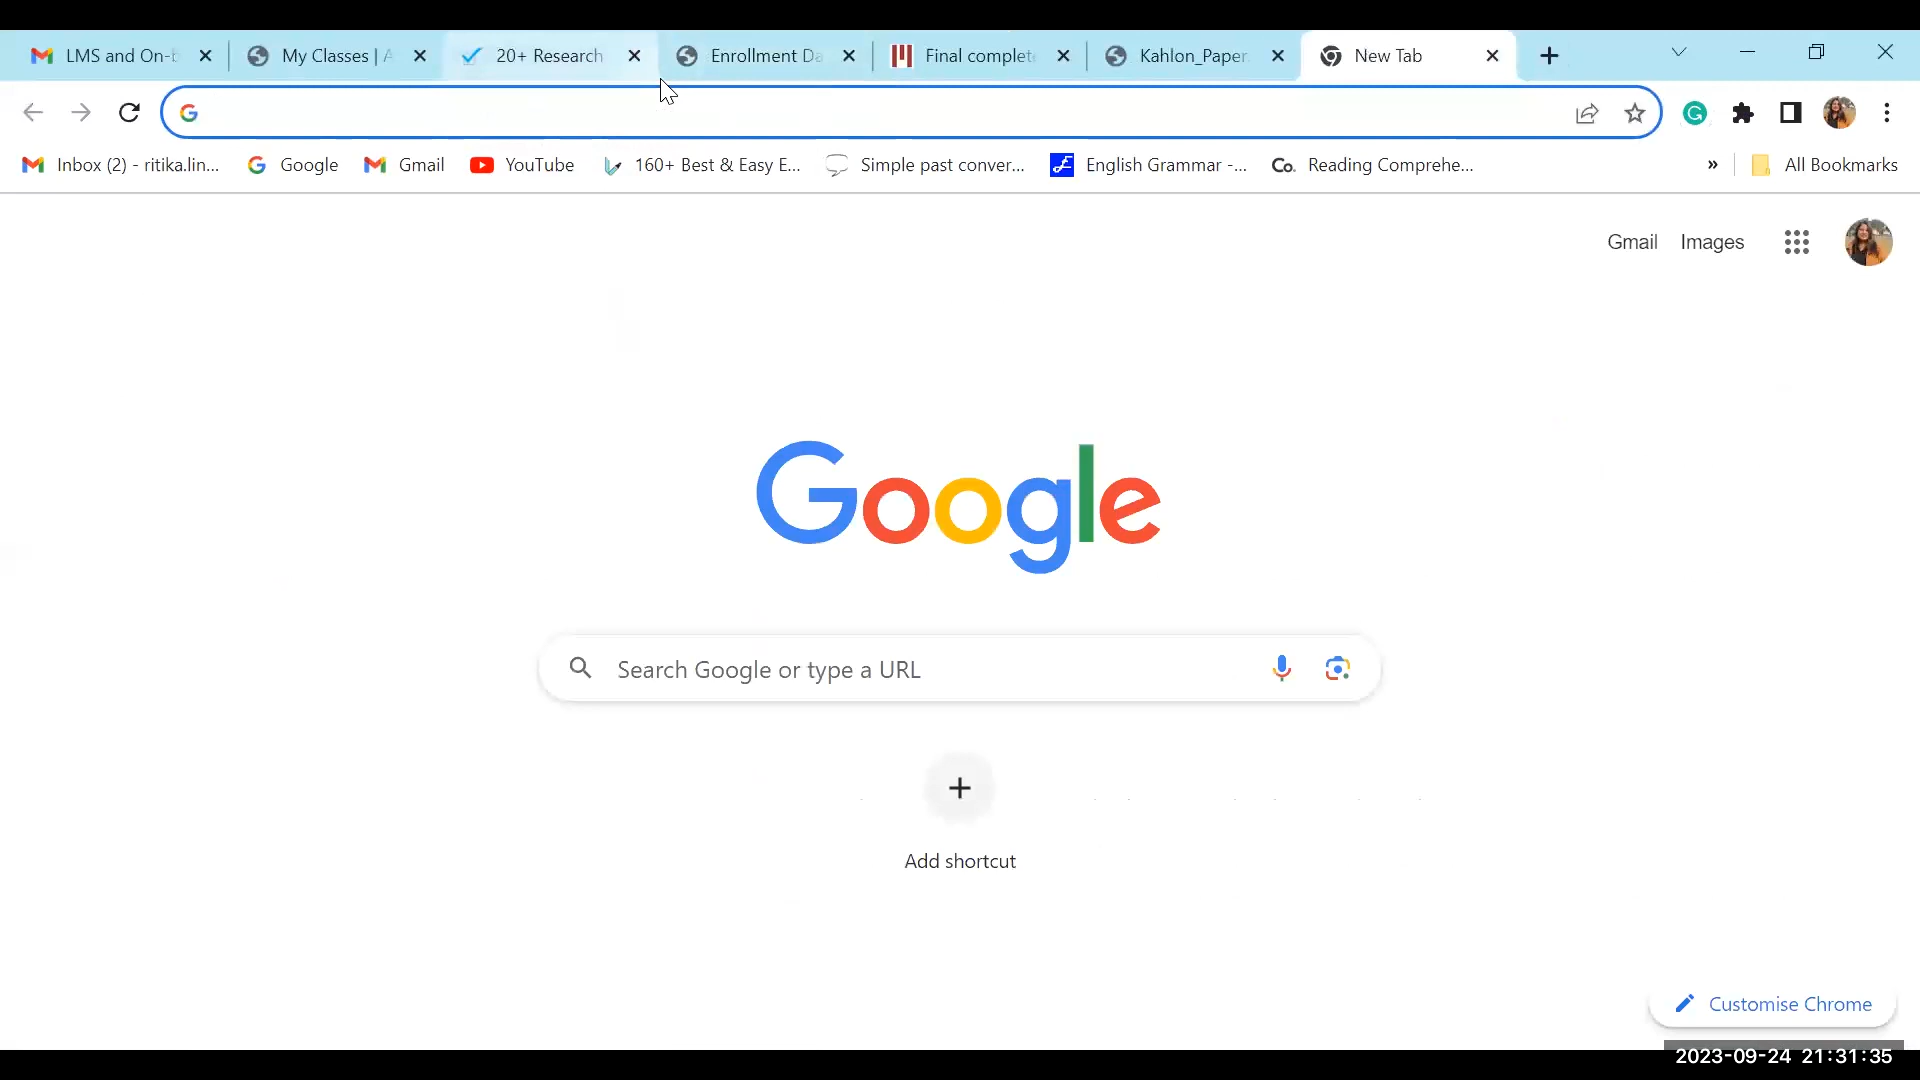 LMS and On-b
My Classes | A
20+ Research
Enrollment Da
Final complete
Kahlon_Paper
New Tab
Inbox (2) - ritika.lin...
Google
Gmail
YouTube
160+ Best & Easy E...
Simple past conver...
English Grammar -...
Co.
Reading Comprehe...
»
All Bookmarks
Gmail
Images
Google
Search Google or type a URL
Add shortcut
Customise Chrome
2023-09-24 21:31:35